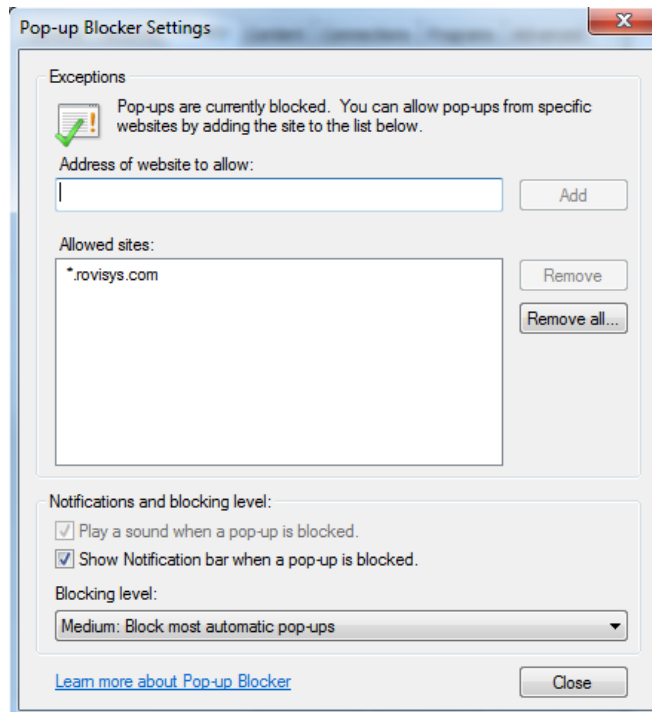 Pop-up Blocker Settings
Exceptions
Pop-ups are currently blocked. You can allow pop-ups from specific
websites by adding the site to the list below.
Address of website to allow:
Add
Allowed sites:
*.rovisys.com
Remove
Remove all...
Notifications and blocking level:
Play a sound when a pop-up is blocked.
Show Notification bar when a pop-up is blocked.
Blocking level:
Medium: Block most automatic pop-ups
Learn more about Pop-up Blocker
Close